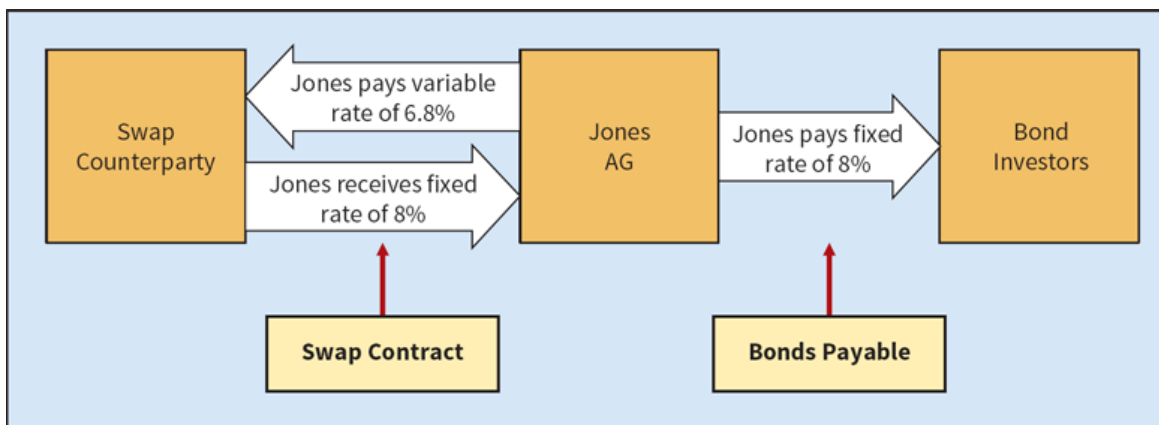 Swap
Counterparty
Jones pays variable
rate of 6.8%
Jones receives fixed
rate of 8%
Jones
AG
Jones pays fixed
rate of 8%
Bond
Investors
Swap Contract
Bonds Payable